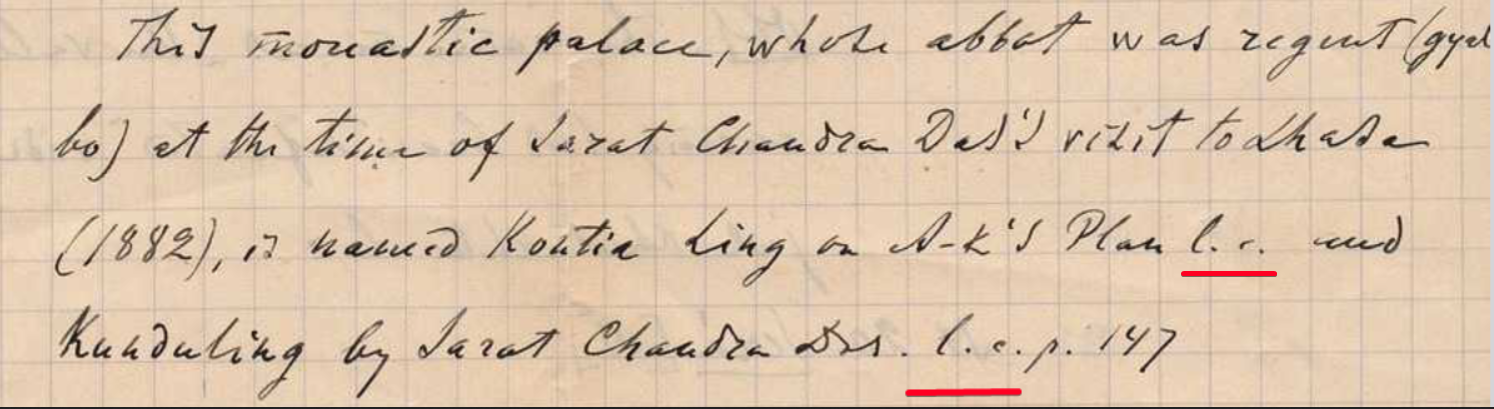 This monastic palace, whose abbot was regent (gyal
bo) at the time of Sarat Chandra Das's visit to Lhasa
(1882), is named Kontia Ling on A-K's Plan l. c. and
Kunduling by Sarat Chandra Das. l. c. p. 147